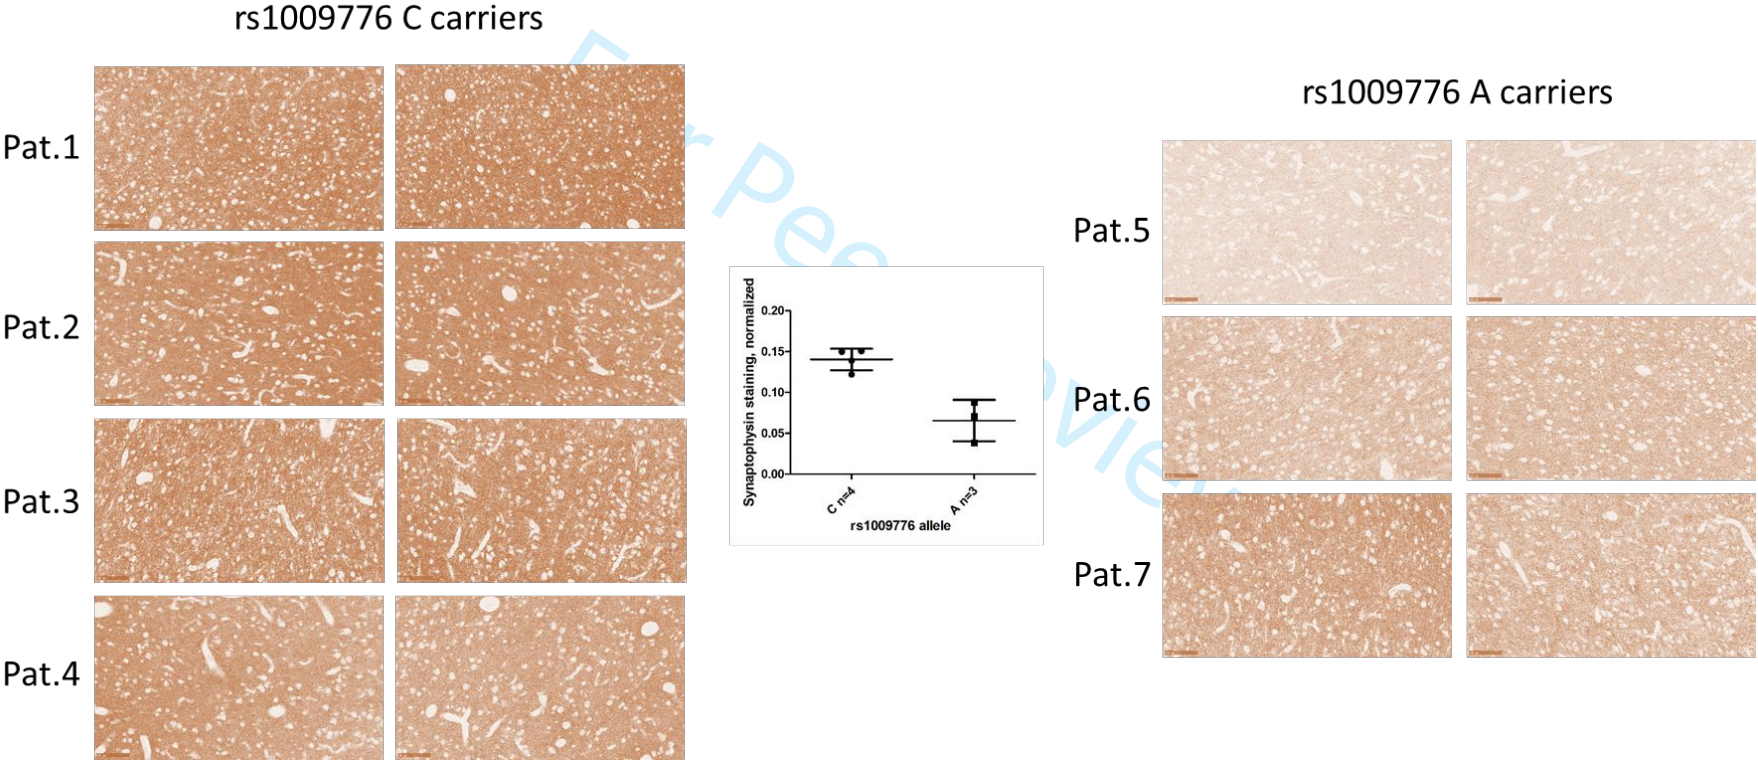 rs1009776 C carriers
rs1009776 A carriers
Pat.1
Pat.2
Pat.3
Pat.4
Synaptophysin staining, normalized
0.20
0.15
0.10
0.05
0.00
C n=4
A n=3
rs1009776 allele
Pat.5
Pat.6
Pat.7